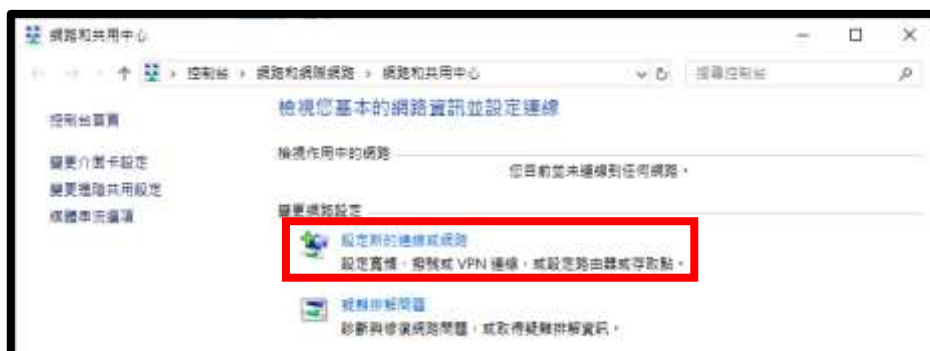 網路和共用中心
控制台 › 網路和網際網路 › 網路和共用中心
搜尋控制台
控制台首頁
變更介面卡設定
變更進階共用設定
媒體串流選項
檢視您基本的網路資訊並設定連線
檢視作用中的網路
您目前並未連線到任何網路。
變更網路設定
設定新的連線或網路
設定寬頻、撥號或 VPN 連線，或設定路由器或存取點。
疑難排解問題
診斷與修復網路問題，或取得疑難排解資訊。